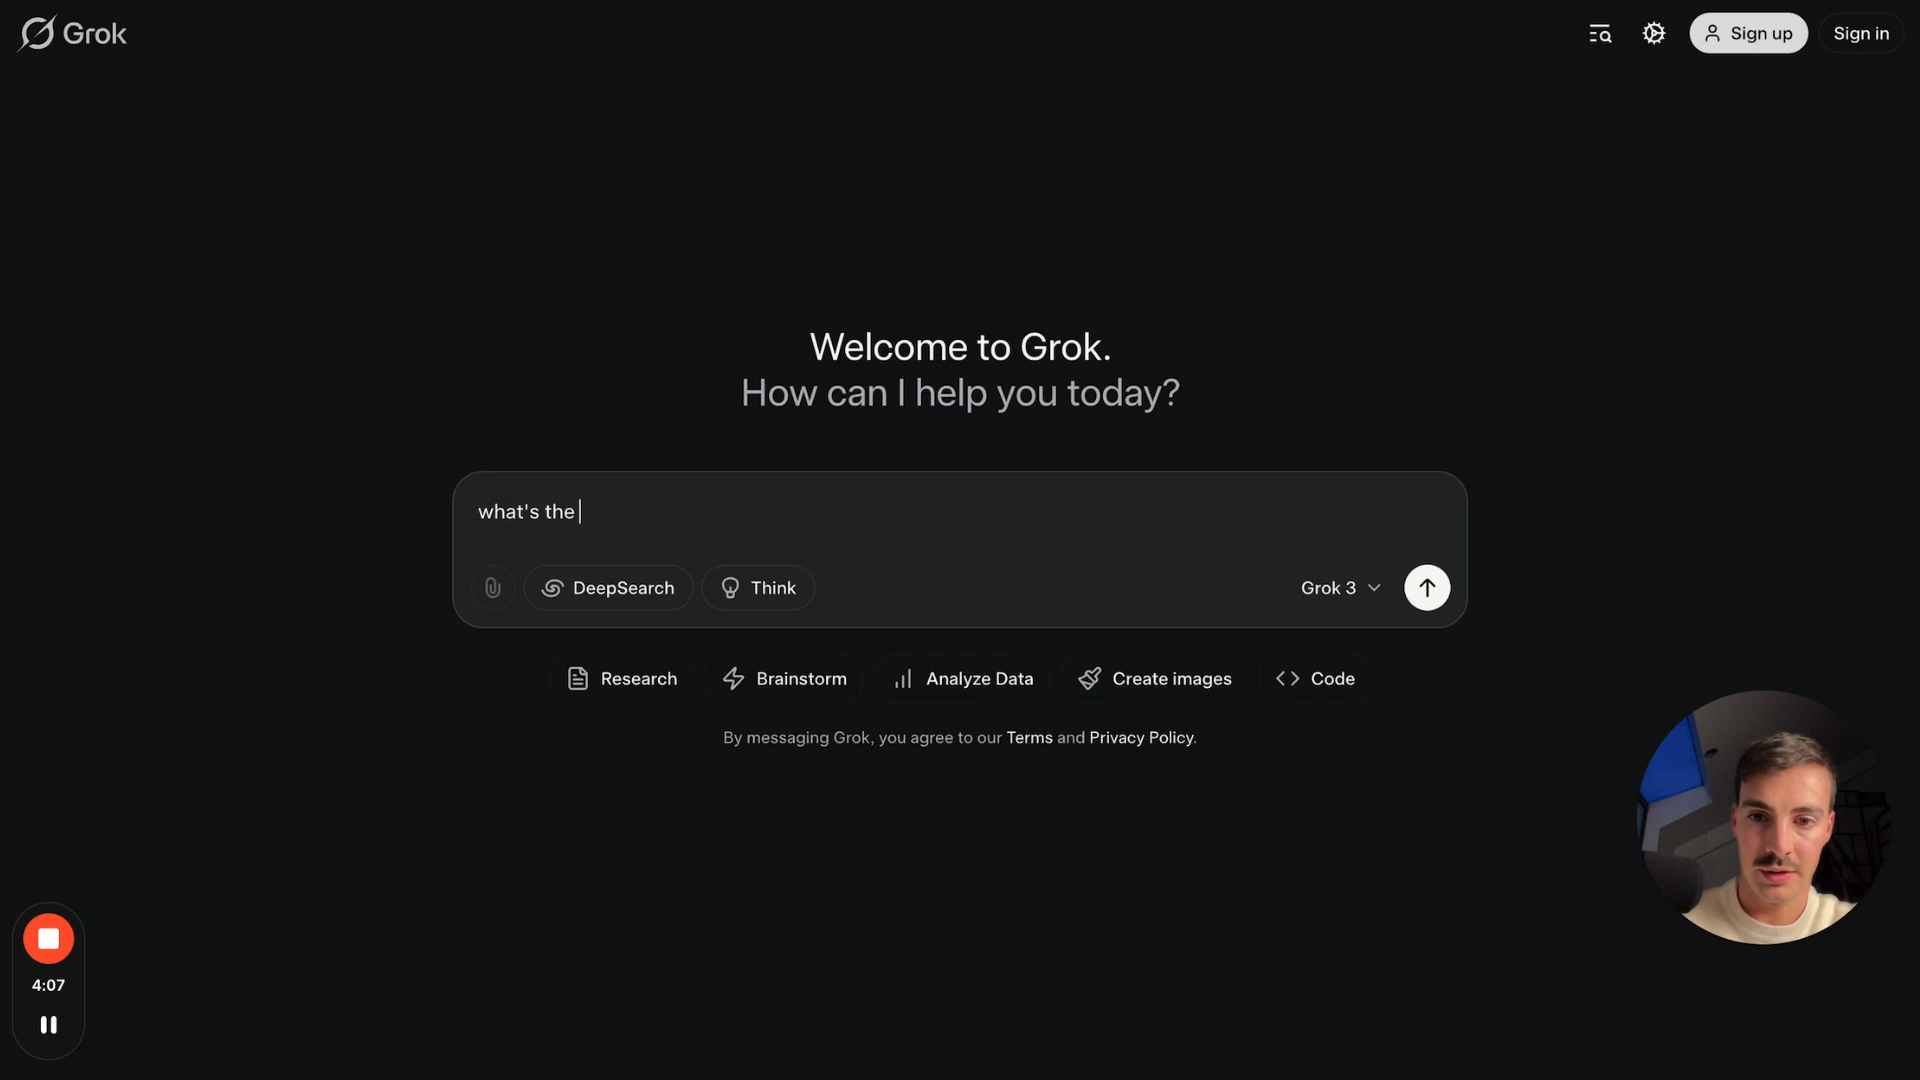 Grok
Sign up
Sign in
Welcome to Grok.
How can I help you today?
what's the
DeepSearch
Think
Grok 3
Research
Brainstorm
Analyze Data
Create images
Code
By messaging Grok, you agree to our Terms and Privacy Policy.
4:07